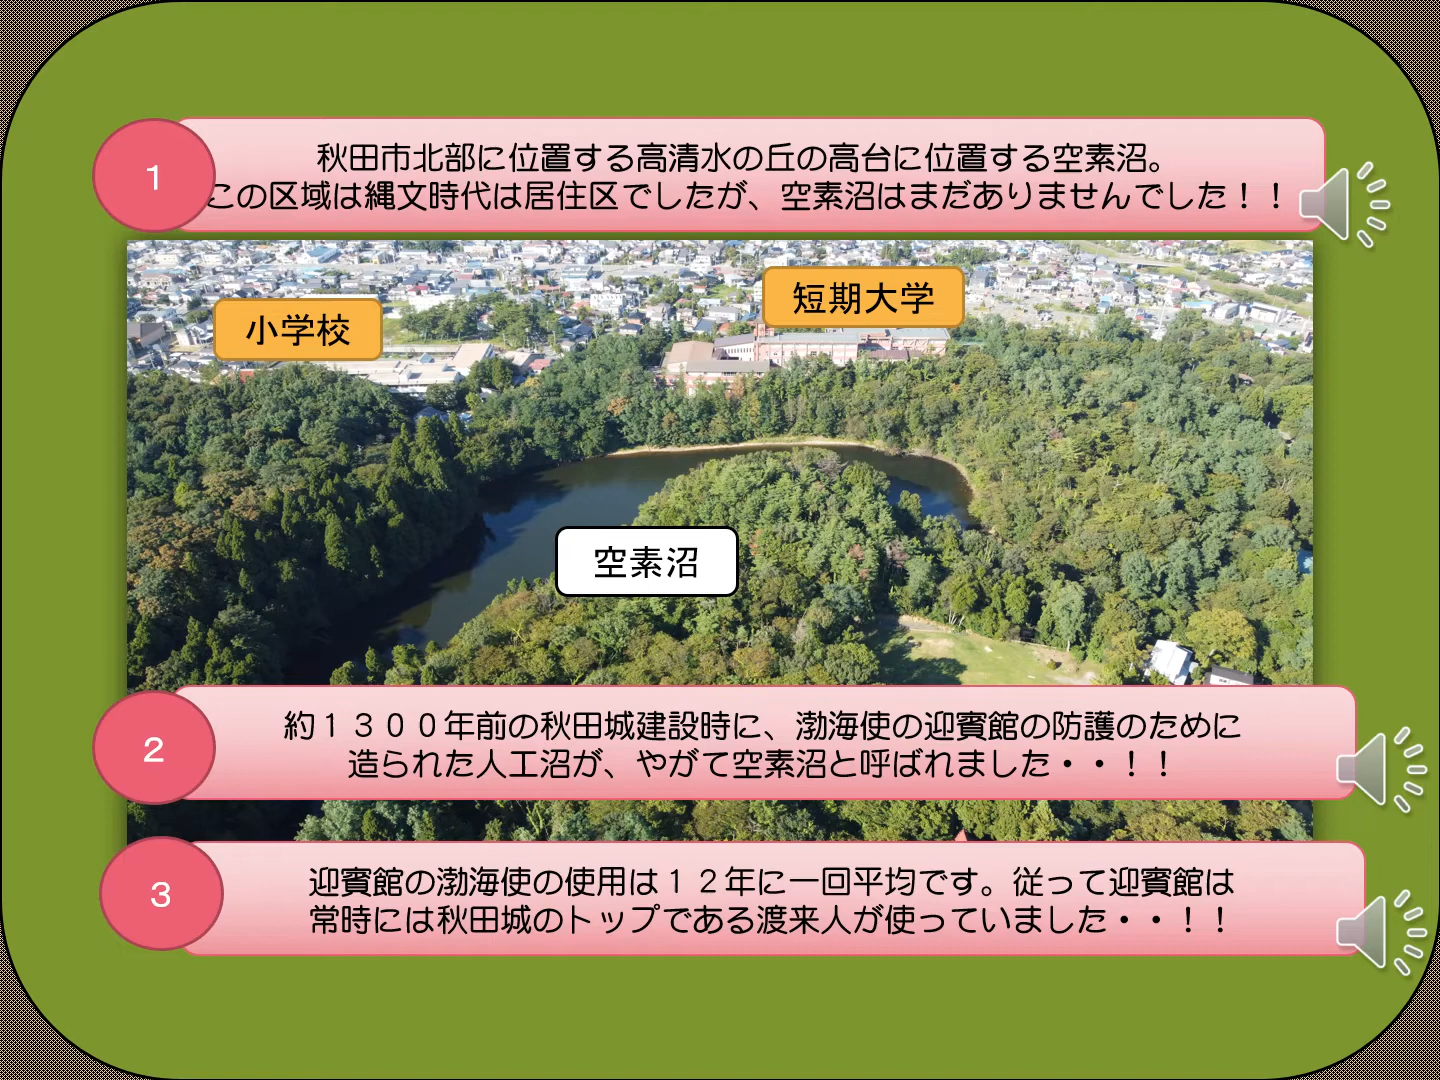 1
秋田市北部に位置する高清水の丘の高台に位置する空素沼。
この区域は縄文時代は居住区でしたが、空素沼はまだありませんでした！！
小学校
短期大学
空素沼
2
約１３００年前の秋田城建設時に、渤海使の迎賓館の防護のために
造られた人工沼が、やがて空素沼と呼ばれました・・！！
3
迎賓館の渤海使の使用は１２年に一回平均です。従って迎賓館は
常時には秋田城のトップである渡来人が使っていました・・！！